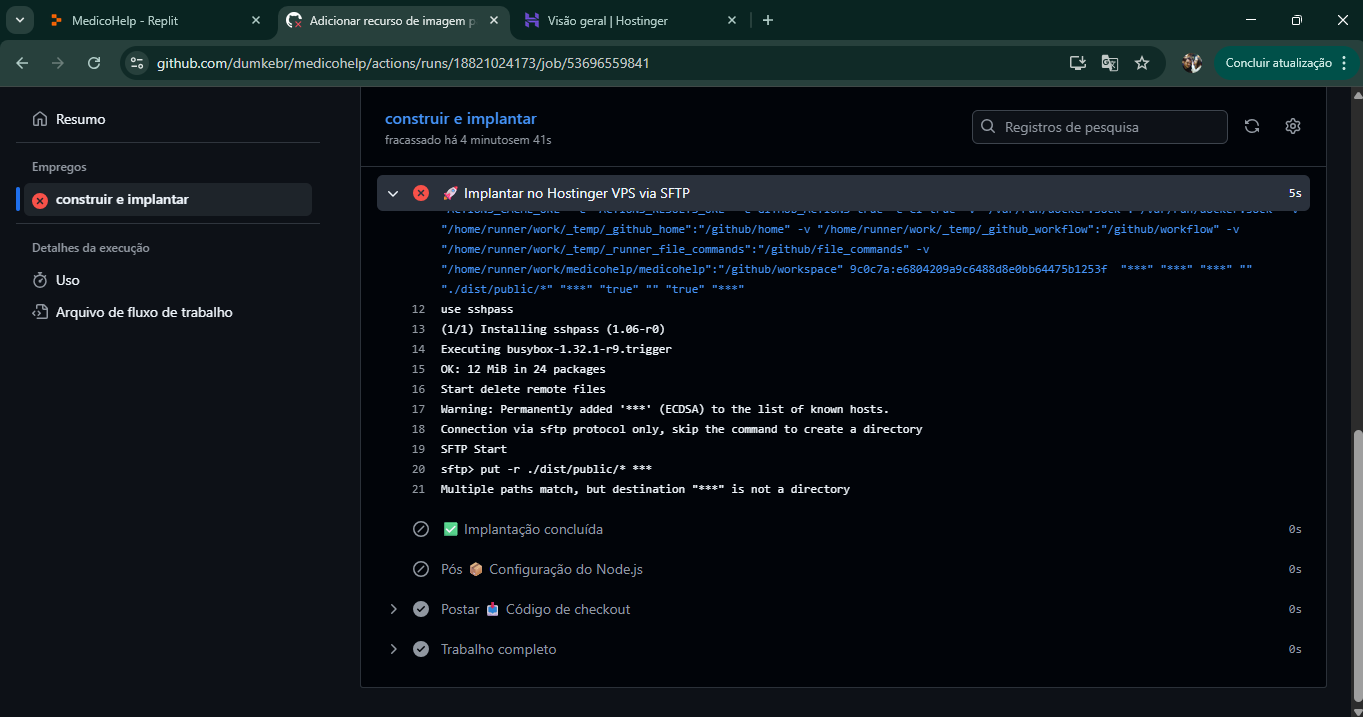 MedicoHelp - Replit
Adicionar recurso de imagem p
Visão geral | Hostinger
github.com/dumkebr/medicohelp/actions/runs/18821024173/job/53696559841
Concluir atualização
Resumo
Empregos
construir e implantar
Detalhes da execução
Uso
Arquivo de fluxo de trabalho
construir e implantar
fracassado há 4 minutosem 41s
Registros de pesquisa
🚀 Implantar no Hostinger VPS via SFTP
5s
"/home/runner/work/_temp/_github_home":"/github/home" -v "/home/runner/work/_temp/_github_workflow":"/github/workflow" -v
"/home/runner/work/_temp/_runner_file_commands":"/github/file_commands" -v
"/home/runner/work/medicohelp/medicohelp":"/github/workspace" 9c0c7a:e6804209a9c6488d8e0bb64475b1253f "***" "***" "***" ""
"./dist/public/*" "***" "true" "" "true" "***"
12 use sshpass
13 (1/1) Installing sshpass (1.06-r0)
14 Executing busybox-1.32.1-r9.trigger
15 OK: 12 MiB in 24 packages
16 Start delete remote files
17 Warning: Permanently added '***' (ECDSA) to the list of known hosts.
18 Connection via sftp protocol only, skip the command to create a directory
19 SFTP Start
20 sftp> put -r ./dist/public/* ***
21 Multiple paths match, but destination "***" is not a directory
✅ Implantação concluída
0s
Pós 📦 Configuração do Node.js
0s
Postar 📥 Código de checkout
0s
Trabalho completo
0s